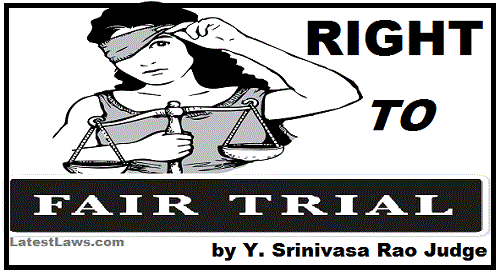 RIGHT
TO
FAIR TRIAL
LatestLaws.com
by Y. Srinivasa Rao Judge